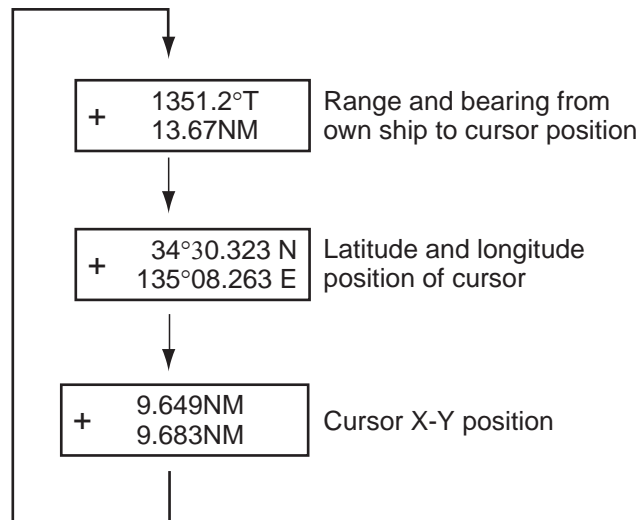 + 1351.2°T
13.67NM
Range and bearing from
own ship to cursor position
+ 34°30.323 N
135°08.263 E
Latitude and longitude
position of cursor
+ 9.649NM
9.683NM
Cursor X-Y position